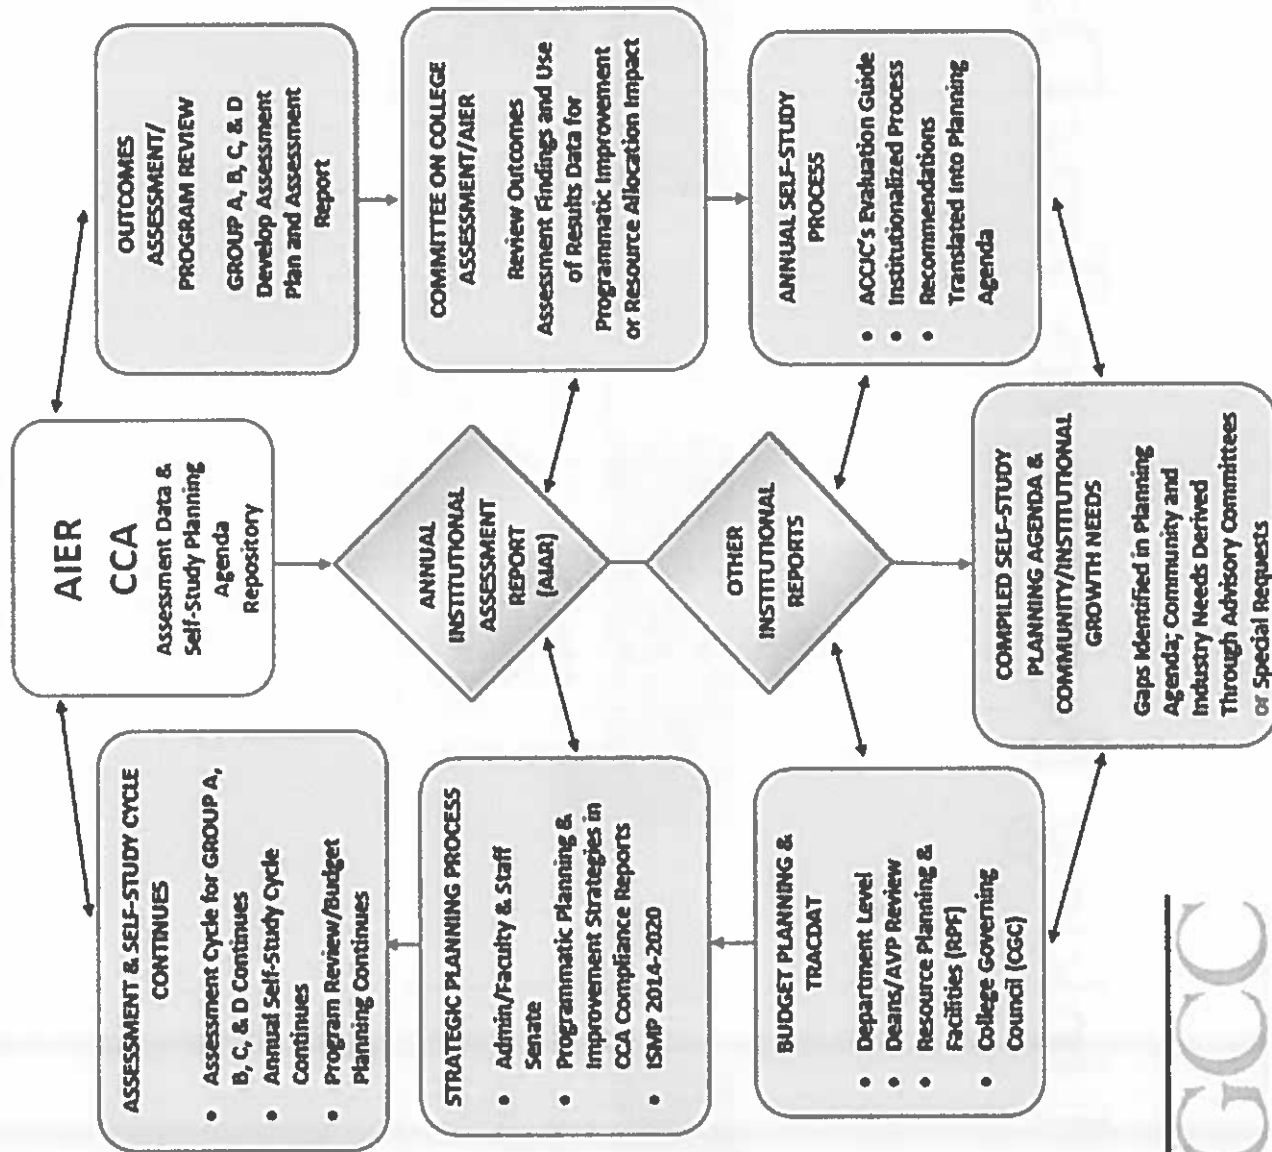 AIER
CCA
Assessment Data &
Self-Study Planning
Agenda
Repository
OUTCOMES
ASSESSMENT/
PROGRAM REVIEW
GROUP A, B, C, & D
Develop Assessment
Plan and Assessment
Report
COMMITTEE ON COLLEGE
ASSESSMENT/AIER
Review Outcomes
Assessment Findings and Use
of Results Data for
Programmatic Improvement
or Resource Allocation Impact
ANNUAL SELF-STUDY
PROCESS
• ACCJC's Evaluation Guide
• Institutionalized Process
• Recommendations
Translated Into Planning
Agenda
ANNUAL
INSTITUTIONAL
ASSESSMENT
REPORT
(AIAR)
OTHER
INSTITUTIONAL
REPORTS
COMPILED SELF-STUDY
PLANNING AGENDA &
COMMUNITY/INSTITUTIONAL
GROWTH NEEDS
Gaps Identified in Planning
Agenda; Community and
Industry Needs Derived
Through Advisory Committees
or Special Requests
BUDGET PLANNING &
TRACDAT
• Department Level
• Deans/AVP Review
• Resource Planning &
Facilities (RPF)
• College Governing
Council (CGC)
STRATEGIC PLANNING PROCESS
• Admin/Faculty & Staff
Senate
• Programmatic Planning &
Improvement Strategies in
CCA Compliance Reports
• ISMP 2014-2020
ASSESSMENT & SELF-STUDY CYCLE
CONTINUES
• Assessment Cycle for GROUP A,
B, C, & D Continues
• Annual Self-Study Cycle
Continues
• Program Review/Budget
Planning Continues
GCC